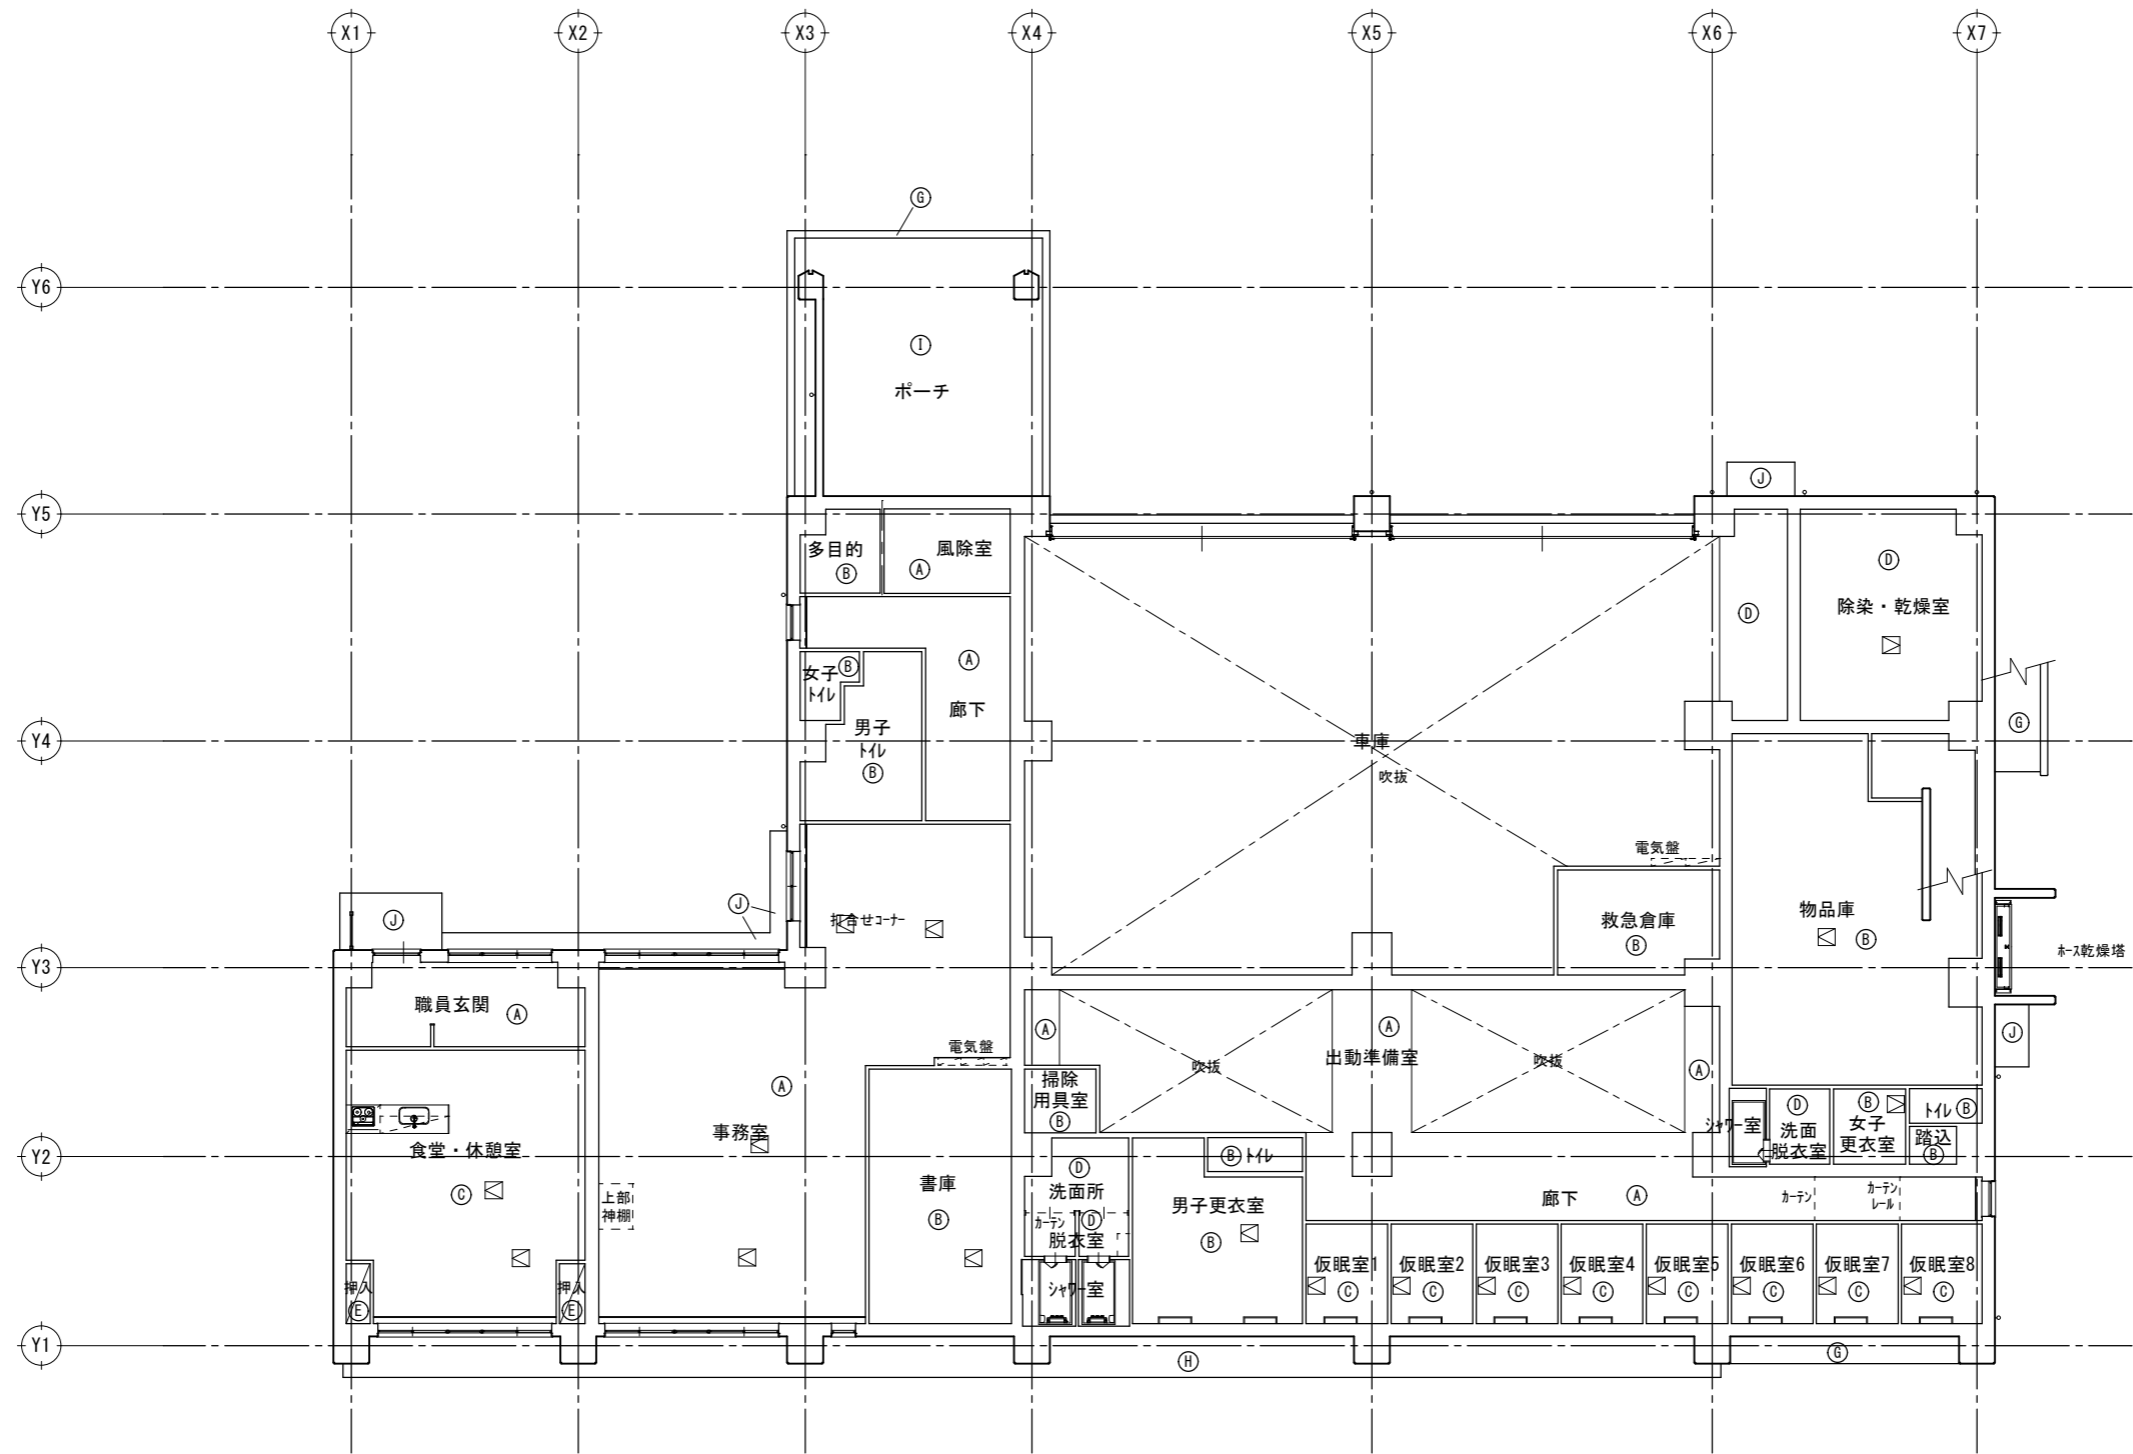 X1
X2
X3
X4
X5
X6
X7
Ⓖ
Y6
Ⓘ
ポーチ
Ⓙ
Y5
多目的
Ⓑ
風除室
Ⓐ
Ⓓ
除染・乾燥室
Ⓓ
女子
トイレ
Ⓑ
Ⓐ
廊下
男子
トイレ
Ⓑ
Ⓖ
Y4
車庫
吹抜
電気盤
Ⓙ
Ⓙ
打合せコーナー
救急倉庫
Ⓑ
物品庫
Ⓑ
ホース乾燥塔
Y3
職員玄関
Ⓐ
Ⓐ
Ⓐ
出動準備室
吹抜
吹抜
Ⓐ
Ⓙ
電気盤
掃除
用具室
Ⓑ
Ⓐ
事務室
シャワー室
Ⓓ
洗面
脱衣室
Ⓑ
女子
更衣室
トイレ
Ⓑ
踏込
Ⓑ
食堂・休憩室
Ⓒ
Y2
上部
神棚
書庫
Ⓑ
Ⓓ
洗面所
カーテン
Ⓓ
脱衣室
シャワー室
Ⓑ
トイレ
男子更衣室
Ⓑ
廊下
Ⓐ
カーテン
カーテン
レール
押入
Ⓔ
押入
Ⓔ
仮眠室1
Ⓒ
仮眠室2
Ⓒ
仮眠室3
Ⓒ
仮眠室4
Ⓒ
仮眠室5
Ⓒ
仮眠室6
Ⓒ
仮眠室7
Ⓒ
仮眠室8
Ⓒ
Y1
Ⓗ
Ⓖ